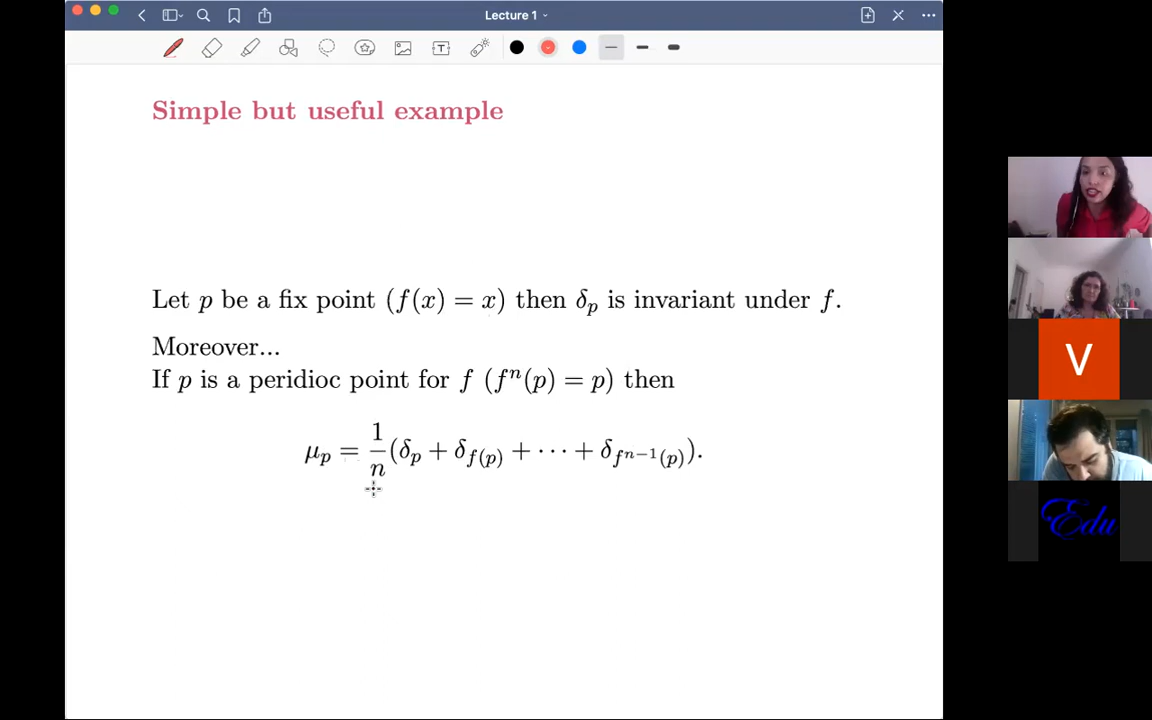 Lecture 1
Simple but useful example
Let p be a fix point (f(x) = x) then δ_p is invariant under f.
Moreover...
If p is a peridioc point for f (f^n(p) = p) then
μ_p = \frac{1}{n}(δ_p + δ_{f(p)} + ⋯ + δ_{f^{n−1}(p)}).
V
Edu